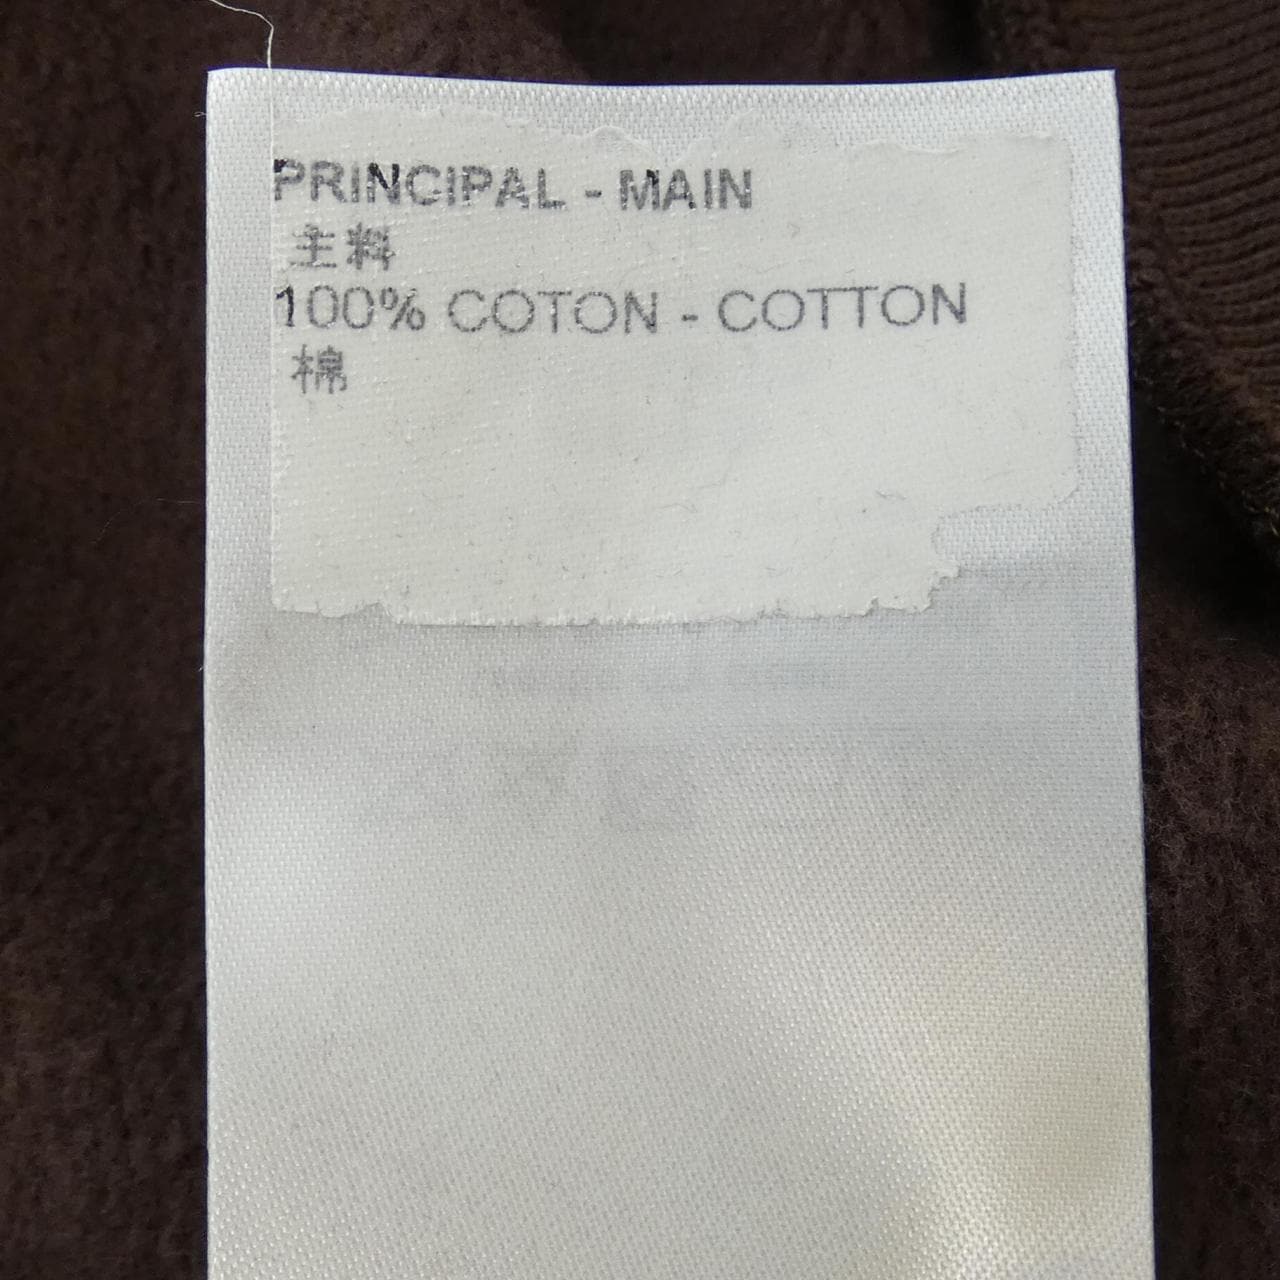 PRINCIPAL - MAIN
主料
100% COTON - COTTON
棉